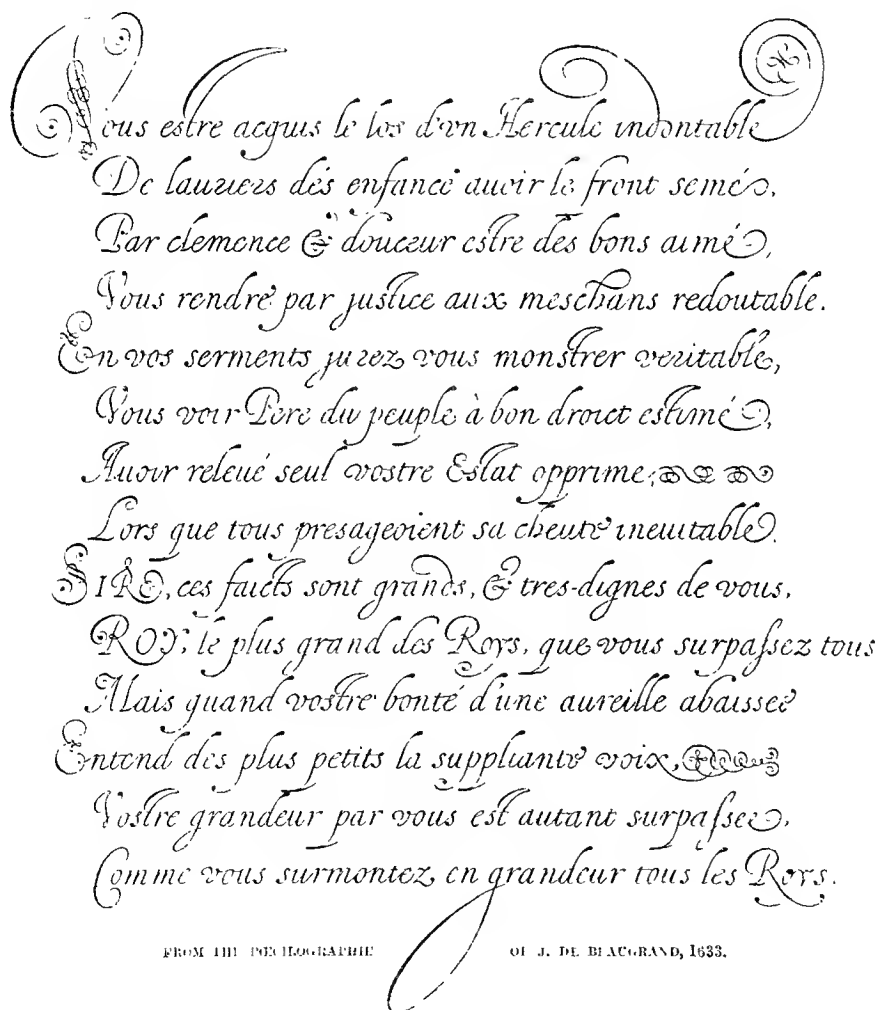 Vous estre acquis le los d'vn Hercule indontable
De lauriers dés enfance auoir le front semé,
Par clemence & douceur estre des bons aimé,
Vous rendre par justice aux meschans redoutable.
En vos serments jurez vous monstrer veritable,
Vous voir Pere du peuple à bon droict estimé,
Auoir releué seul vostre Estat opprimé,
Lors que tous presageoient sa cheute ineuitable.
SIRE, ces faicts sont grands, & tres-dignes de vous,
ROY, le plus grand des Roys, que vous surpassez tous
Mais quand vostre bonté d'une aureille abaissee
Entend des plus petits la suppliante voix,
Vostre grandeur par vous est autant surpassee,
Comme vous surmontez en grandeur tous les Roys.
FROM THE POECILOGRAPHIE OF J. DE BEAUGRAND, 1633.